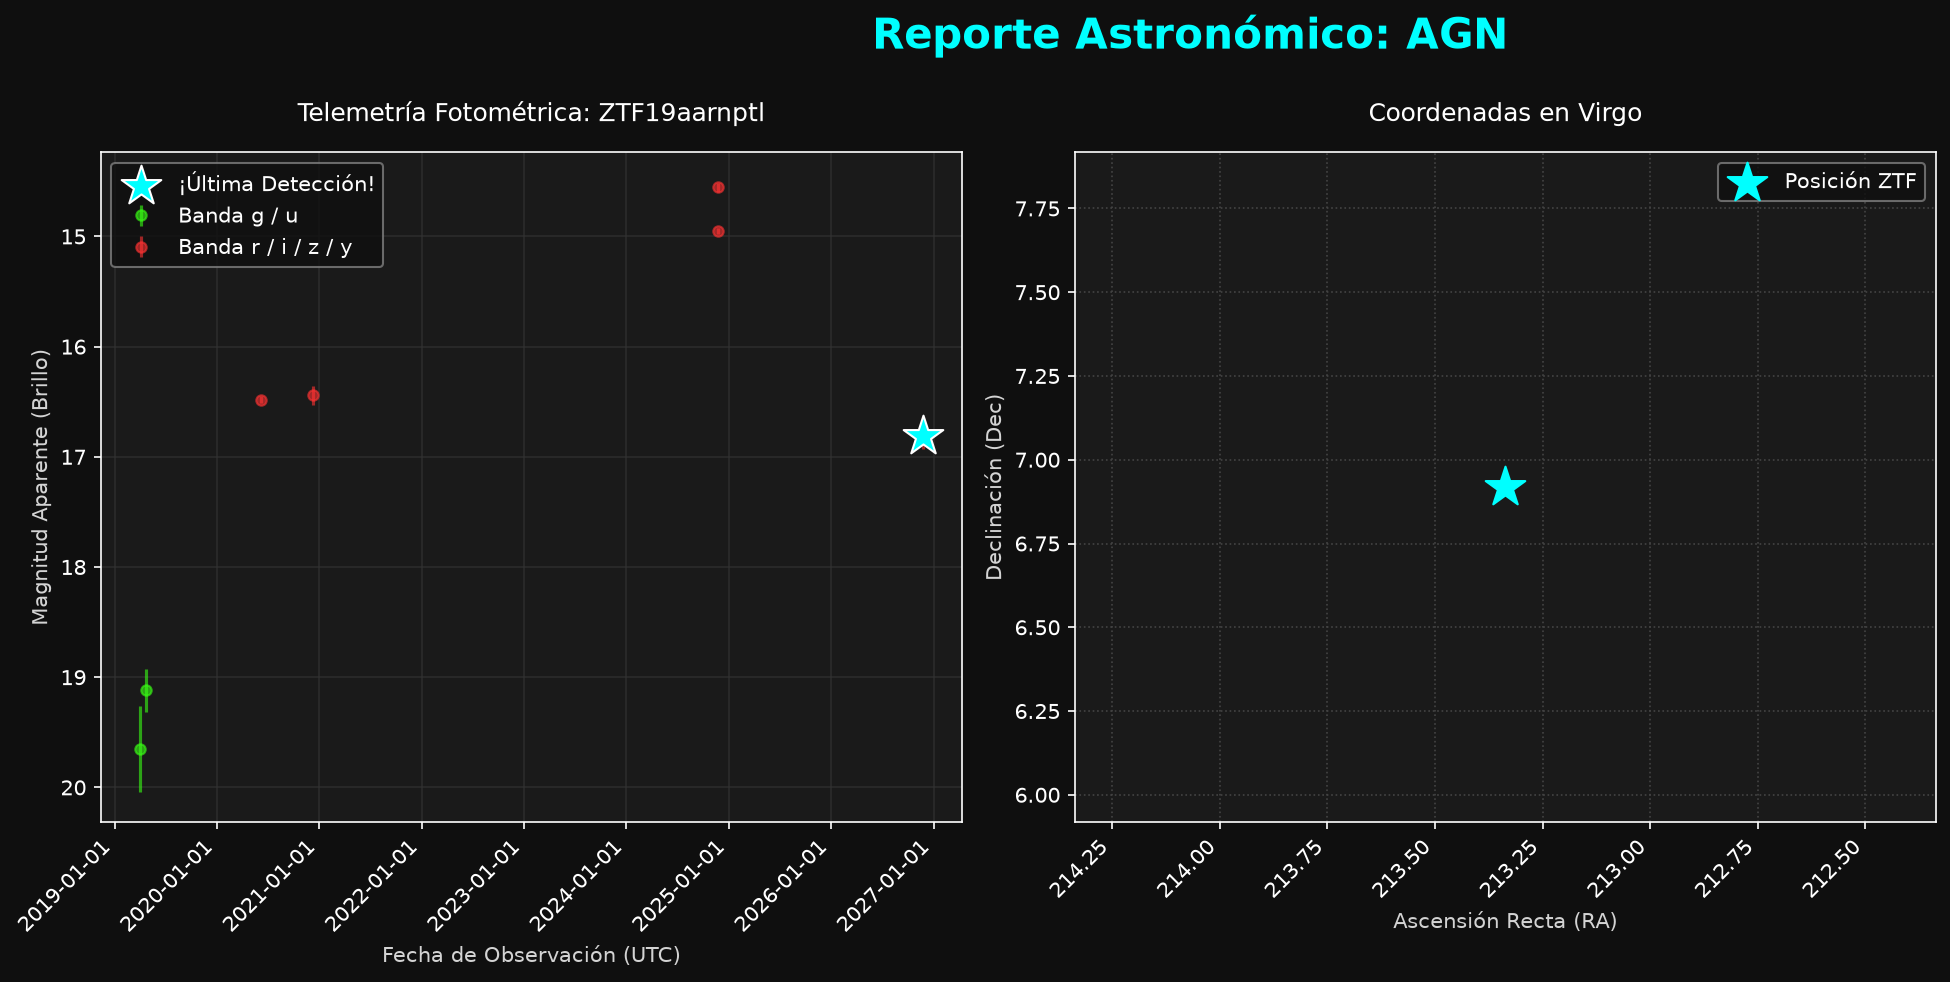 Reporte Astronómico: AGN
Telemetría Fotométrica: ZTF19aarnptl
¡Última Detección!
Banda g / u
Banda r / i / z / y
Magnitud Aparente (Brillo)
15
16
17
18
19
20
2019-01-01
2020-01-01
2021-01-01
2022-01-01
2023-01-01
2024-01-01
2025-01-01
2026-01-01
2027-01-01
Fecha de Observación (UTC)
Coordenadas en Virgo
Posición ZTF
Declinación (Dec)
7.75
7.50
7.25
7.00
6.75
6.50
6.25
6.00
214.25
214.00
213.75
213.50
213.25
213.00
212.75
212.50
Ascensión Recta (RA)